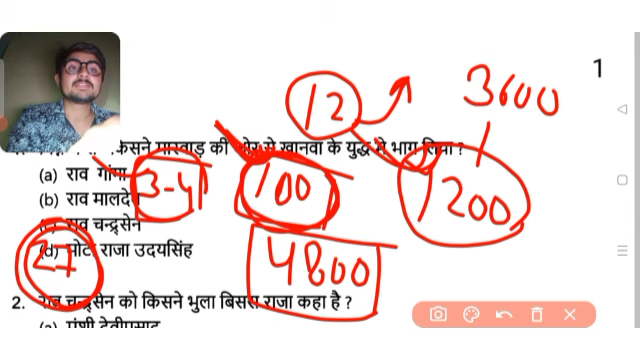 12
3600
1
किसने मारवाड़ की ओर से खानवा के युद्ध में भाग लिया ?
(a) राव गांगा
3-4
100
1200
(b) राव मालदेव
(c) राव चन्द्रसेन
(d) मोटा राजा उदयसिंह
27
4800
2. राव चन्द्रसेन को किसने भुला बिसरा राजा कहा है ?
(a) मुंशी देवीप्रसाद